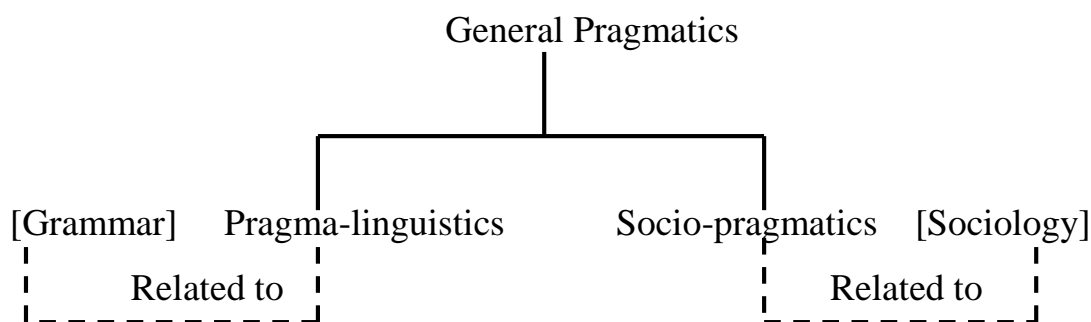 General Pragmatics
[Grammar] Pragma-linguistics Socio-pragmatics [Sociology]
Related to Related to